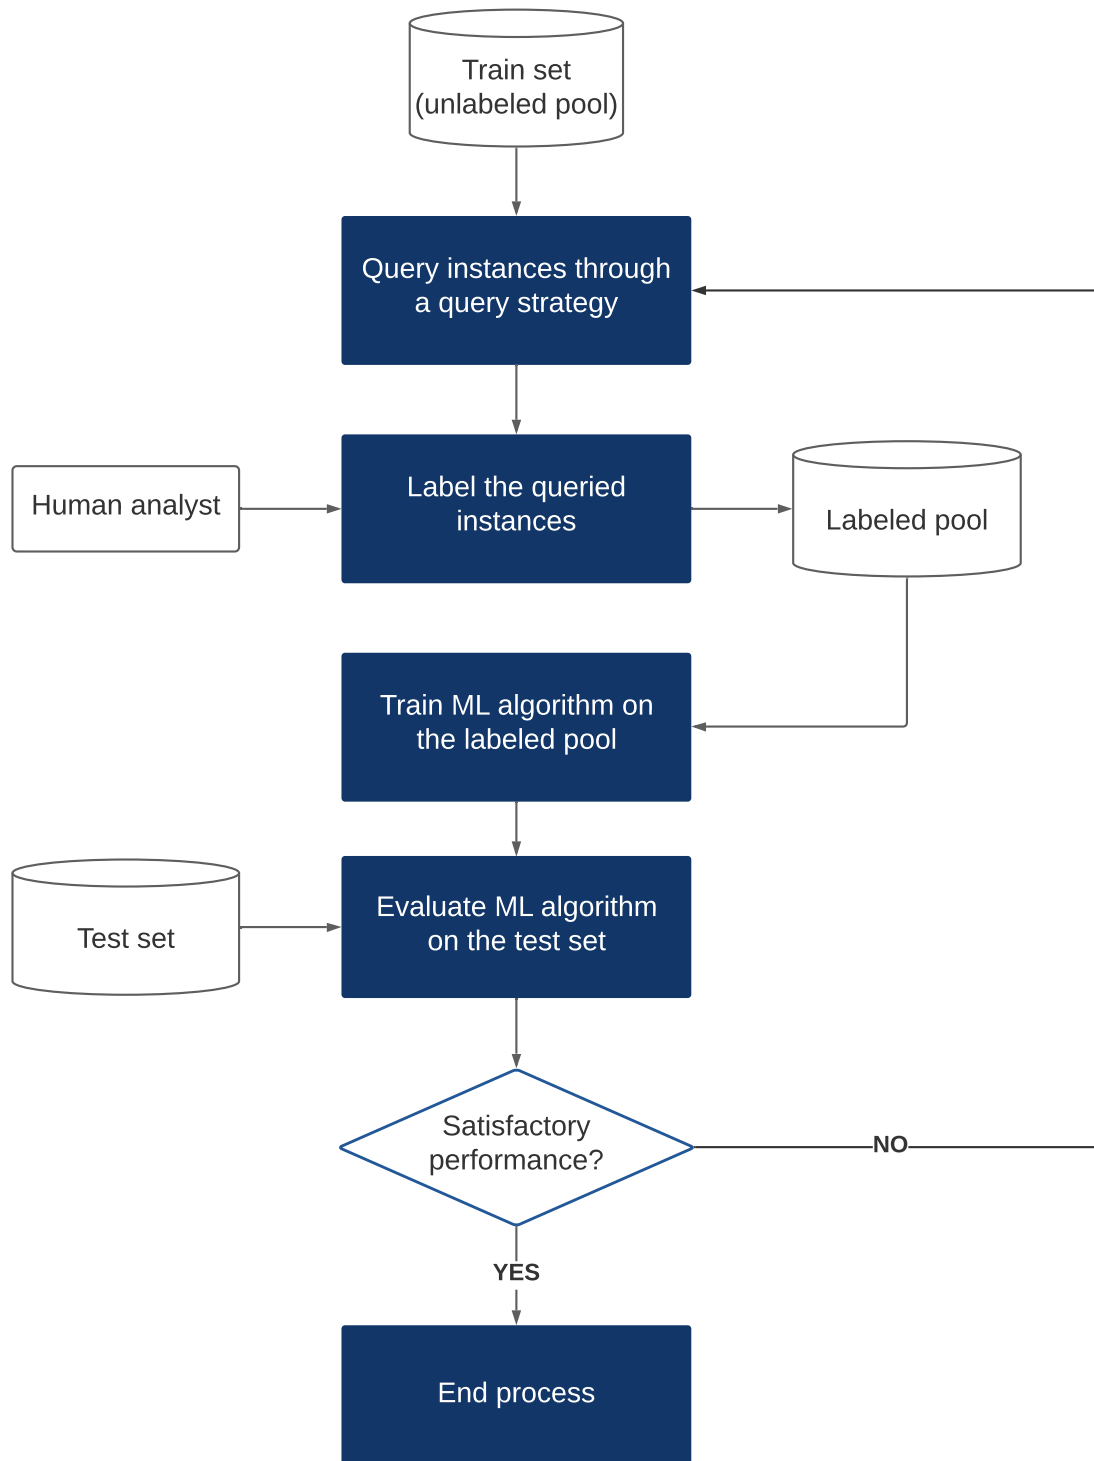 Train set
(unlabeled pool)
Query instances through
a query strategy
Human analyst
Label the queried
instances
Labeled pool
Train ML algorithm on
the labeled pool
Test set
Evaluate ML algorithm
on the test set
Satisfactory
performance?
NO
YES
End process